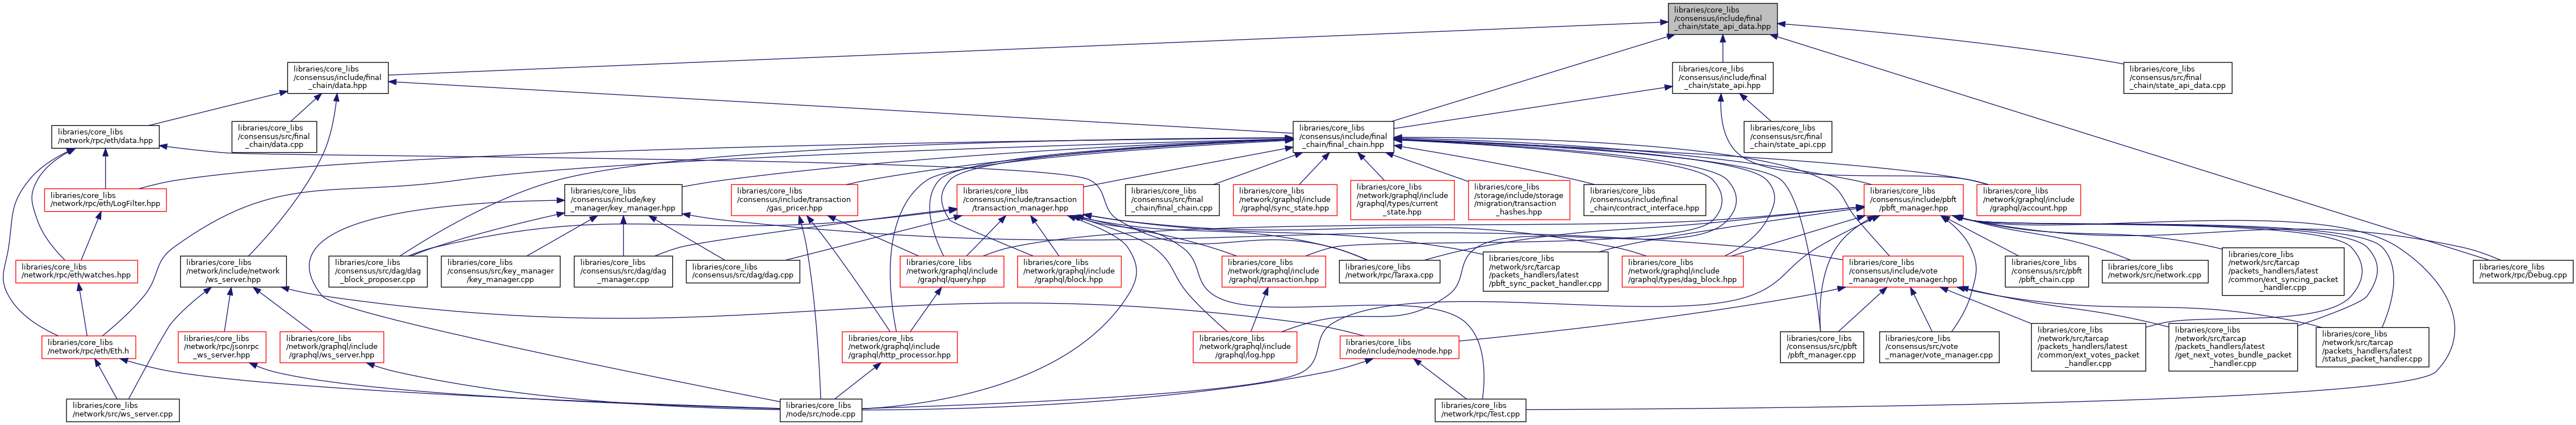 libraries/core_libs
/consensus/include/final
_chain/state_api_data.hpp
libraries/core_libs
/consensus/include/final
_chain/data.hpp
libraries/core_libs
/consensus/include/final
_chain/state_api.hpp
libraries/core_libs
/consensus/src/final
_chain/state_api_data.cpp
libraries/core_libs
/network/rpc/eth/data.hpp
libraries/core_libs
/consensus/src/final
_chain/data.cpp
libraries/core_libs
/consensus/include/final
_chain/final_chain.hpp
libraries/core_libs
/consensus/src/final
_chain/state_api.cpp
libraries/core_libs
/network/rpc/eth/LogFilter.hpp
libraries/core_libs
/consensus/include/key
_manager/key_manager.hpp
libraries/core_libs
/consensus/include/transaction
/gas_pricer.hpp
libraries/core_libs
/consensus/include/transaction
/transaction_manager.hpp
libraries/core_libs
/consensus/src/final
_chain/final_chain.cpp
libraries/core_libs
/network/graphql/include
/graphql/sync_state.hpp
libraries/core_libs
/network/graphql/include
/graphql/types/current
_state.hpp
libraries/core_libs
/storage/include/storage
/migration/transaction
_hashes.hpp
libraries/core_libs
/consensus/include/final
_chain/contract_interface.hpp
libraries/core_libs
/consensus/include/pbft
/pbft_manager.hpp
libraries/core_libs
/network/graphql/include
/graphql/account.hpp
libraries/core_libs
/network/rpc/eth/watches.hpp
libraries/core_libs
/network/include/network
/ws_server.hpp
libraries/core_libs
/consensus/src/dag/dag
_block_proposer.cpp
libraries/core_libs
/consensus/src/key_manager
/key_manager.cpp
libraries/core_libs
/consensus/src/dag/dag
_manager.cpp
libraries/core_libs
/consensus/src/dag/dag.cpp
libraries/core_libs
/network/graphql/include
/graphql/query.hpp
libraries/core_libs
/network/graphql/include
/graphql/block.hpp
libraries/core_libs
/network/graphql/include
/graphql/transaction.hpp
libraries/core_libs
/network/rpc/Taraxa.cpp
libraries/core_libs
/network/src/tarcap
/packets_handlers/latest
/pbft_sync_packet_handler.cpp
libraries/core_libs
/network/graphql/include
/graphql/types/dag_block.hpp
libraries/core_libs
/consensus/include/vote
_manager/vote_manager.hpp
libraries/core_libs
/consensus/src/pbft
/pbft_chain.cpp
libraries/core_libs
/network/src/network.cpp
libraries/core_libs
/network/src/tarcap
/packets_handlers/latest
/common/ext_syncing_packet
_handler.cpp
libraries/core_libs
/network/rpc/Debug.cpp
libraries/core_libs
/network/rpc/eth/Eth.h
libraries/core_libs
/network/rpc/jsonrpc
_ws_server.hpp
libraries/core_libs
/network/graphql/include
/graphql/ws_server.hpp
libraries/core_libs
/network/graphql/include
/graphql/http_processor.hpp
libraries/core_libs
/network/graphql/include
/graphql/log.hpp
libraries/core_libs
/node/include/node/node.hpp
libraries/core_libs
/consensus/src/pbft
/pbft_manager.cpp
libraries/core_libs
/consensus/src/vote
_manager/vote_manager.cpp
libraries/core_libs
/network/src/tarcap
/packets_handlers/latest
/common/ext_votes_packet
_handler.cpp
libraries/core_libs
/network/src/tarcap
/packets_handlers/latest
/get_next_votes_bundle_packet
_handler.cpp
libraries/core_libs
/network/src/tarcap
/packets_handlers/latest
/status_packet_handler.cpp
libraries/core_libs
/network/src/ws_server.cpp
libraries/core_libs
/node/src/node.cpp
libraries/core_libs
/network/rpc/Test.cpp